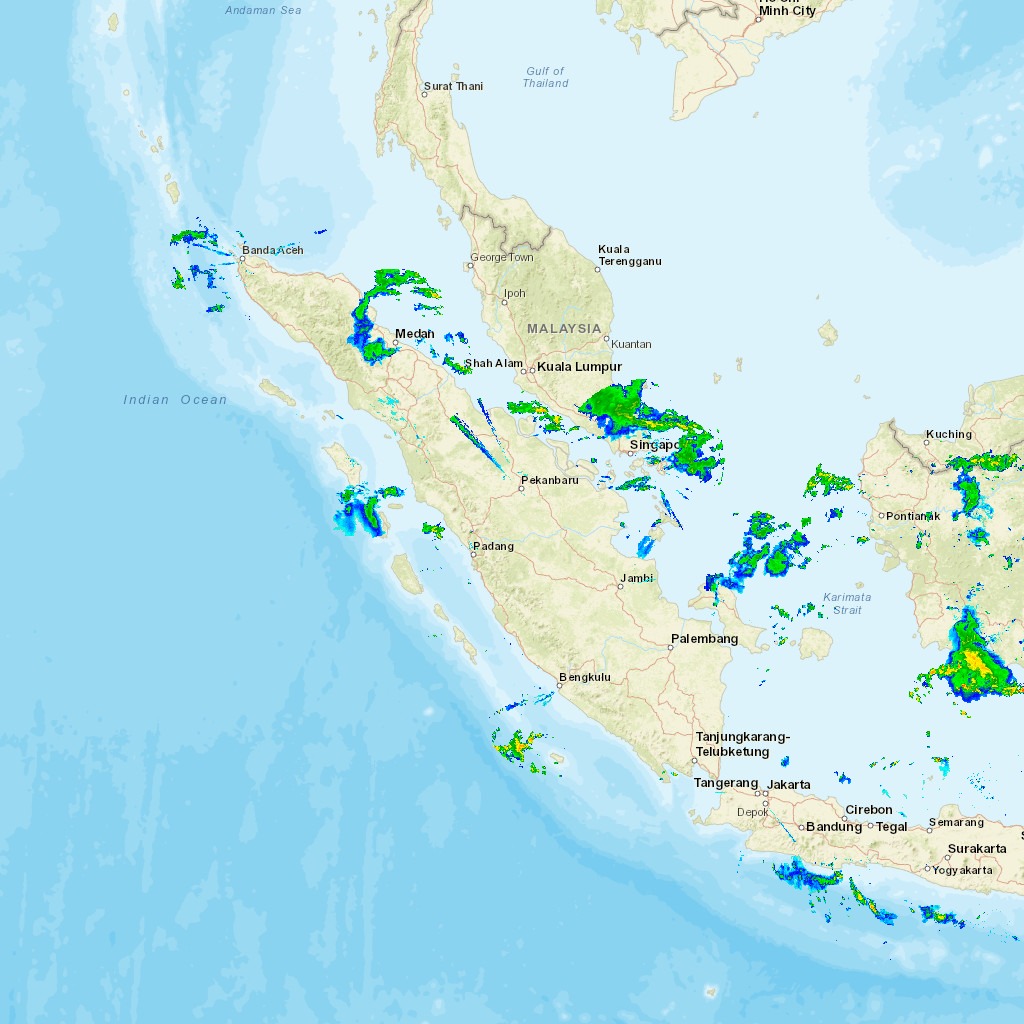 Andaman Sea
Minh City
Gulf of
Thailand
Surat Thani
Banda Aceh
George Town
Kuala
Terengganu
Ipoh
MALAYSIA
Medan
Kuantan
Shah Alam
Kuala Lumpur
Indian Ocean
Kuching
Singapo
Pekanbaru
Pontianak
Padang
Jambi
Karimata
Strait
Palembang
Bengkulu
Tanjungkarang-
Telubketung
Tangerang
Jakarta
Depok
Cirebon
Bandung
Tegal
Semarang
Surakarta
Yogyakarta